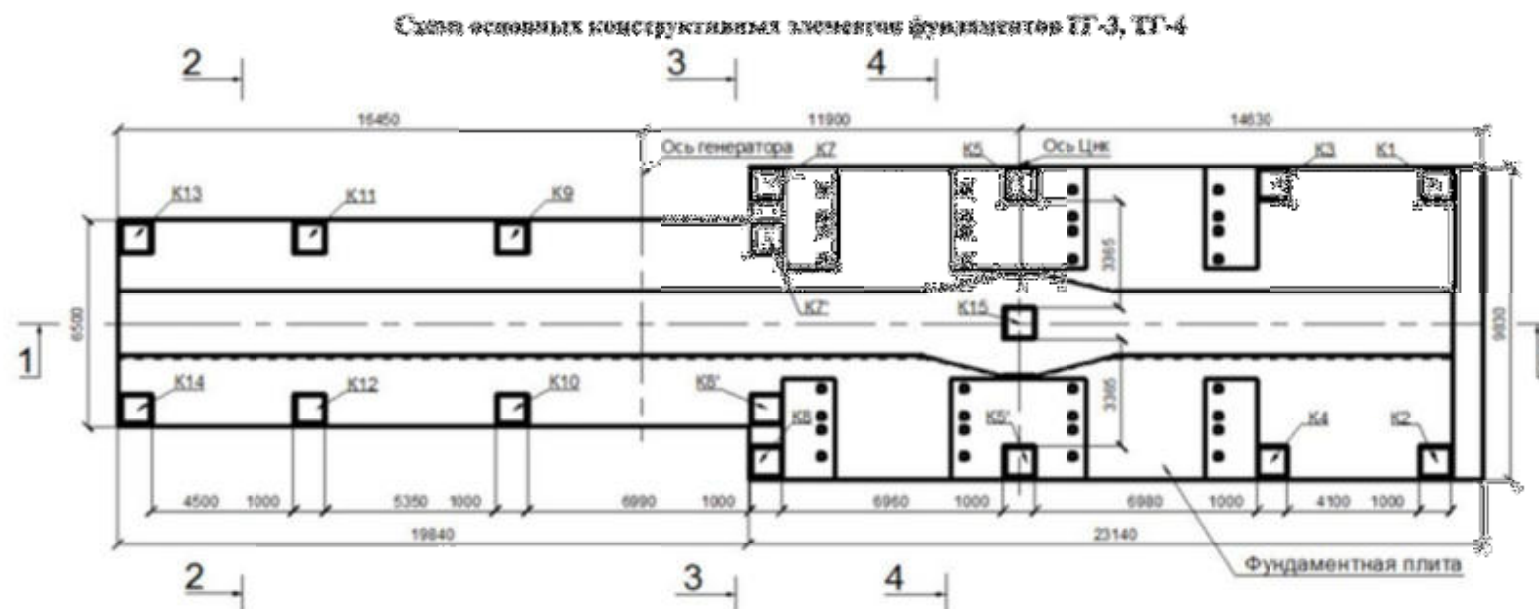 Схема основных конструктивных элементов фундаментов ТГ-3, ТГ-4
2 3 4
16450 11900 14630
Ось генератора К7 К5 Ось Цнк К3 К1
К13 К11 К9
3365
6500
К7'
К15
9830
1
3365
К14 К12 К10 К8'
К8 К5' К4 К2
4500 1000 5350 1000 6990 1000 6960 1000 6980 1000 4100 1000
19840 23140
Фундаментная плита
2 3 4